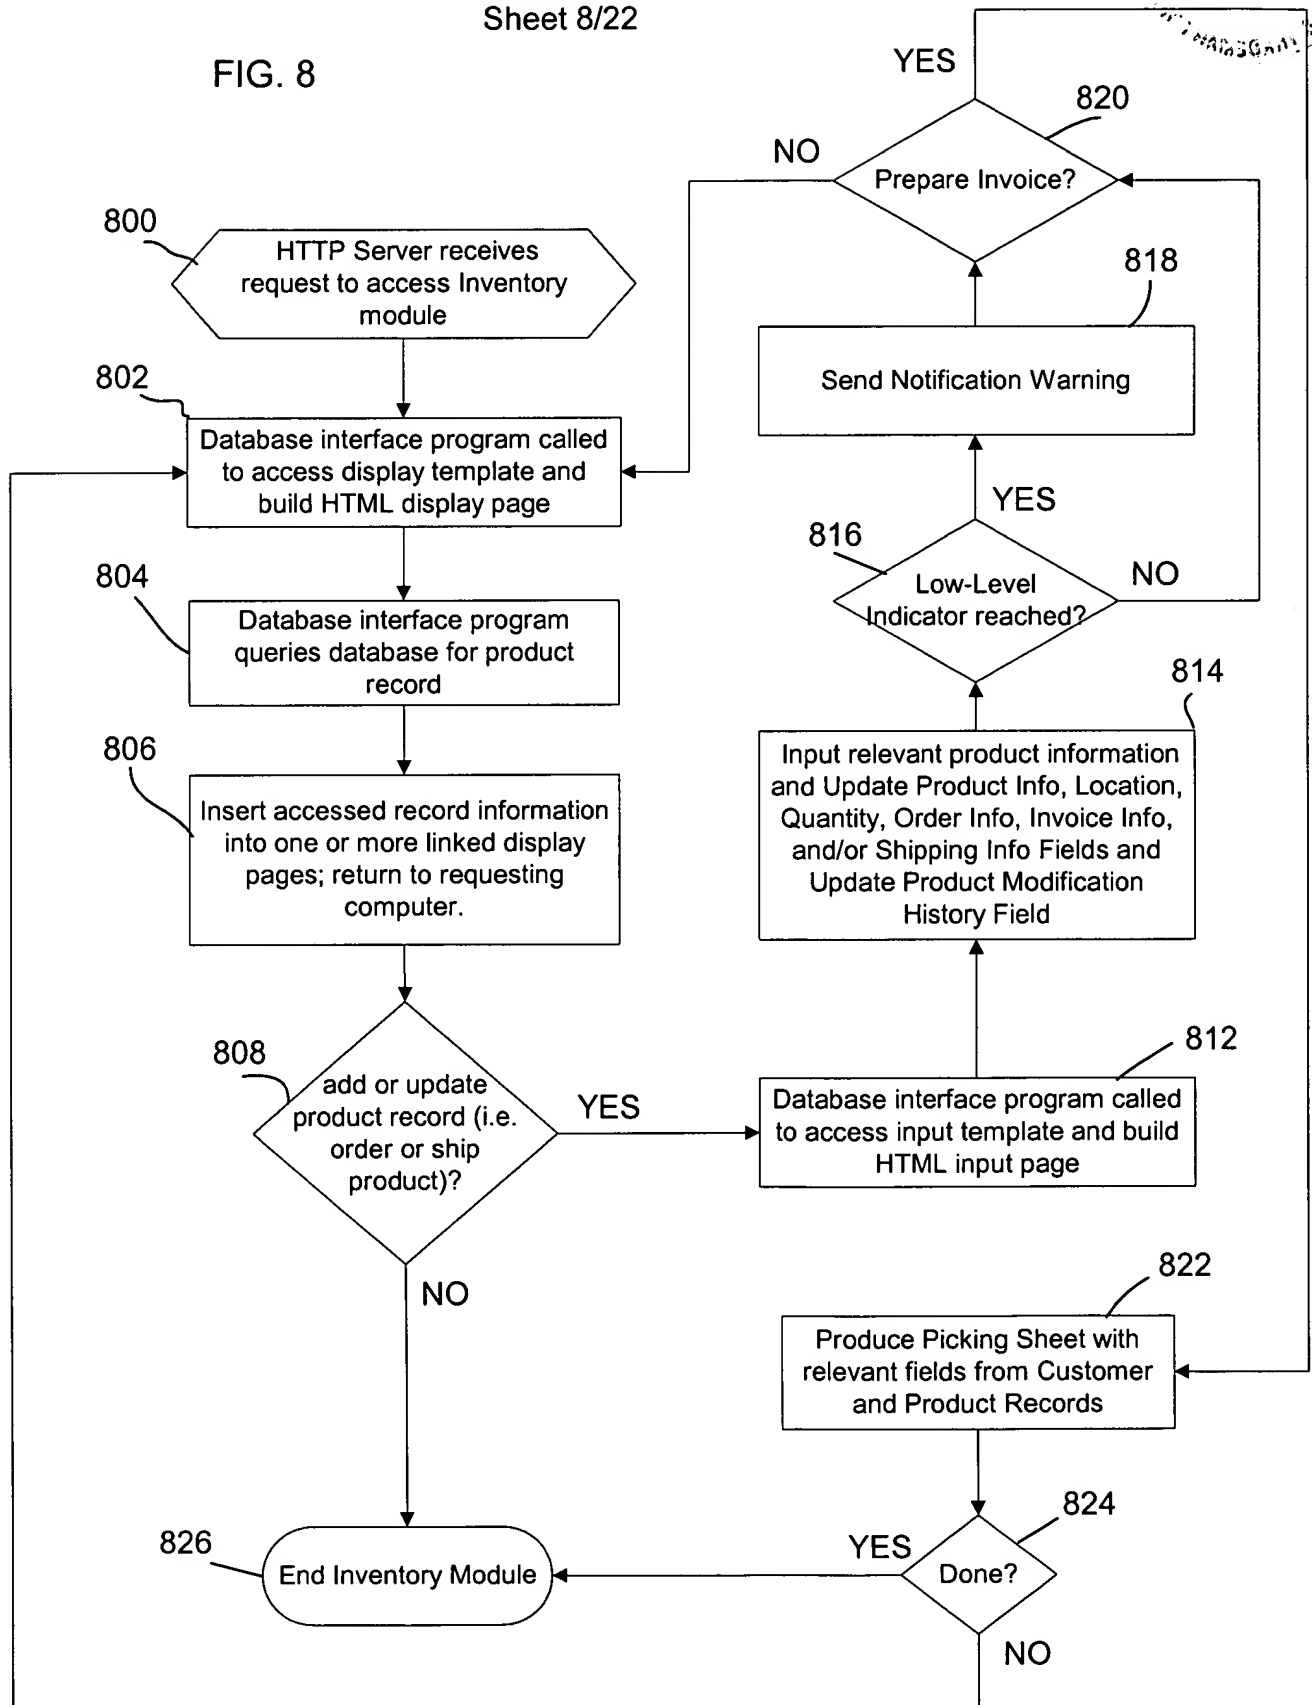 Sheet 8/22
FIG. 8
YES
820
NO
Prepare Invoice?
800
HTTP Server receives
request to access Inventory
module
818
Send Notification Warning
802
Database interface program called
to access display template and
build HTML display page
YES
816
Low-Level
Indicator reached?
NO
804
Database interface program
queries database for product
record
814
Input relevant product information
and Update Product Info, Location,
Quantity, Order Info, Invoice Info,
and/or Shipping Info Fields and
Update Product Modification
History Field
806
Insert accessed record information
into one or more linked display
pages; return to requesting
computer.
808
add or update
product record (i.e.
order or ship
product)?
YES
812
Database interface program called
to access input template and build
HTML input page
NO
822
Produce Picking Sheet with
relevant fields from Customer
and Product Records
824
826
End Inventory Module
YES
Done?
NO